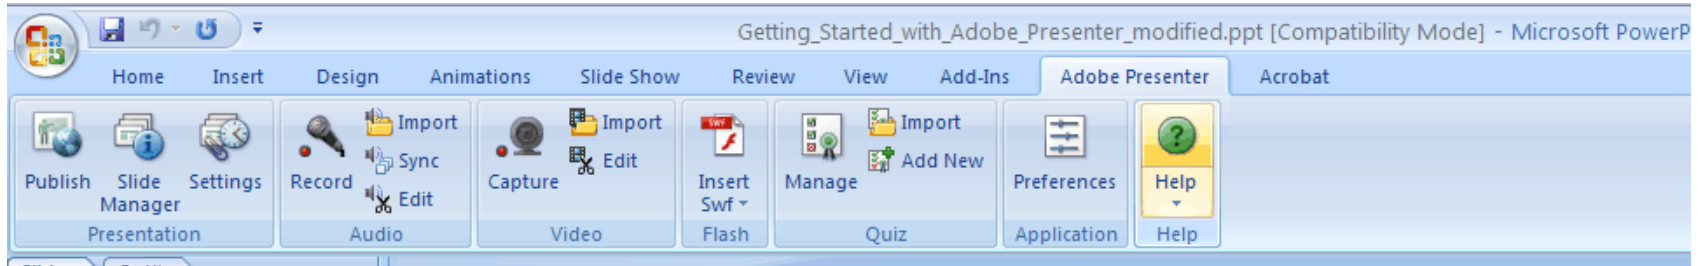 Getting_Started_with_Adobe_Presenter_modified.ppt [Compatibility Mode] - Microsoft PowerP
Home Insert Design Animations Slide Show Review View Add-Ins Adobe Presenter Acrobat
Publish Slide Manager Settings
Presentation
Record Import Sync Edit
Audio
Capture Import Edit
Video
SWF
Insert Swf
Flash
Manage Import Add New
Quiz
Preferences
Application
Help
Help